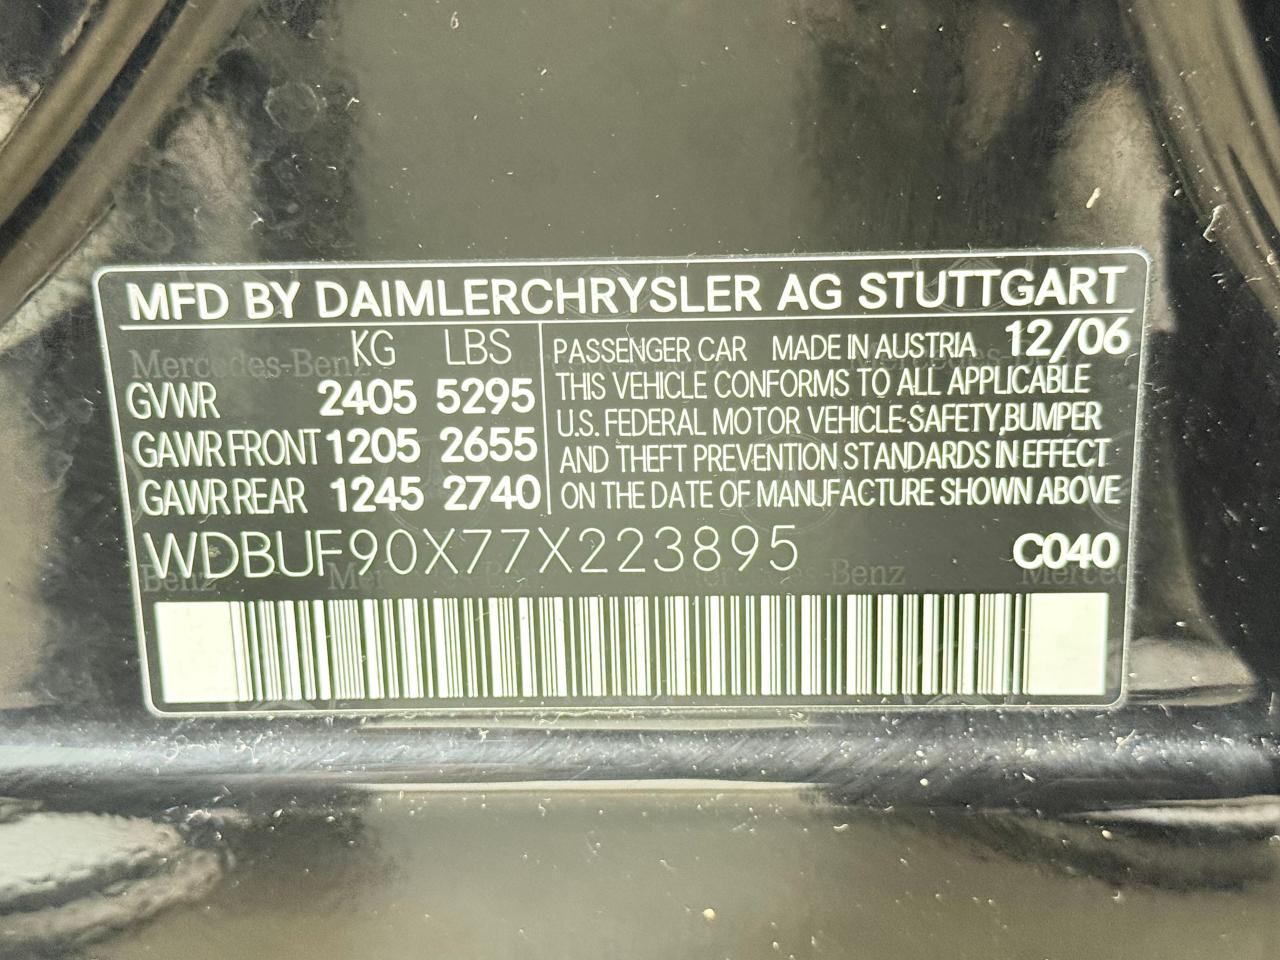 MFD BY DAIMLERCHRYSLER AG STUTTGART
KG LBS
GVWR 2405 5295
GAWR FRONT 1205 2655
GAWR REAR 1245 2740
PASSENGER CAR MADE IN AUSTRIA 12/06
THIS VEHICLE CONFORMS TO ALL APPLICABLE
U.S. FEDERAL MOTOR VEHICLE-SAFETY,BUMPER
AND THEFT PREVENTION STANDARDS IN EFFECT
ON THE DATE OF MANUFACTURE SHOWN ABOVE
WDBUF90X77X223895 C040
Mercedes-Benz